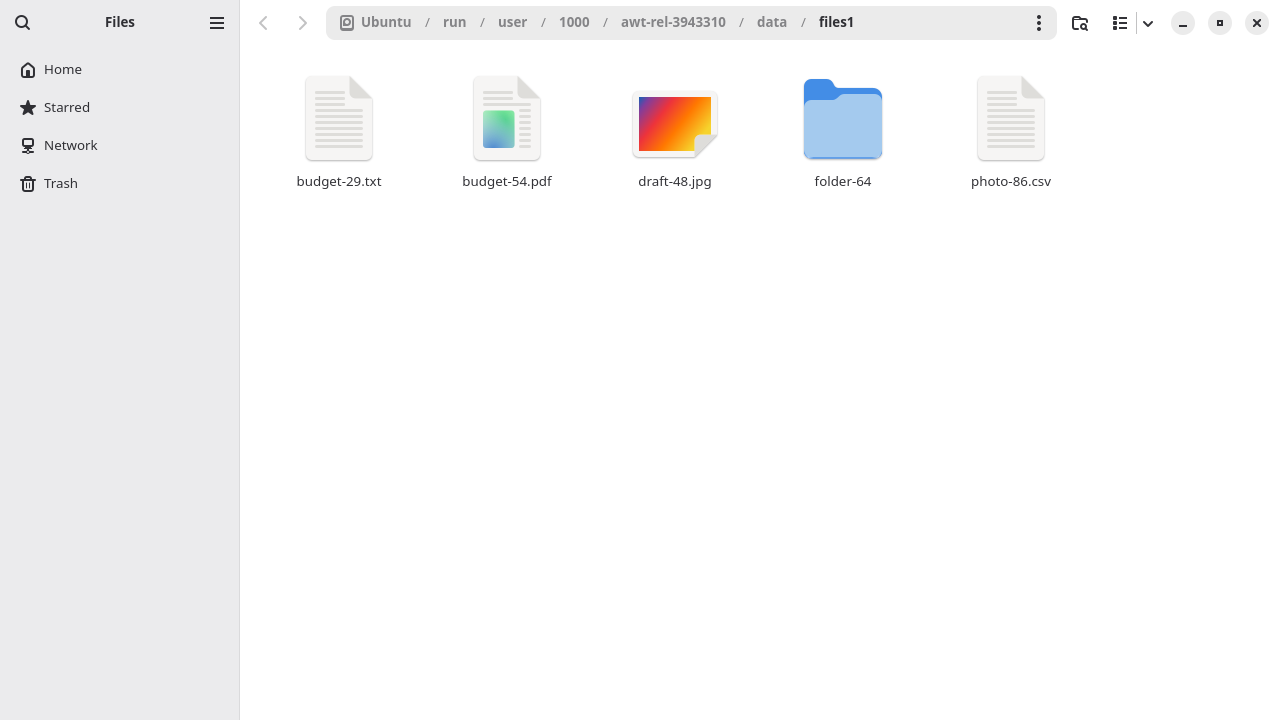 Files
Ubuntu / run / user / 1000 / awt-rel-3943310 / data / files1
Home
Starred
Network
Trash
budget-29.txt
budget-54.pdf
draft-48.jpg
folder-64
photo-86.csv